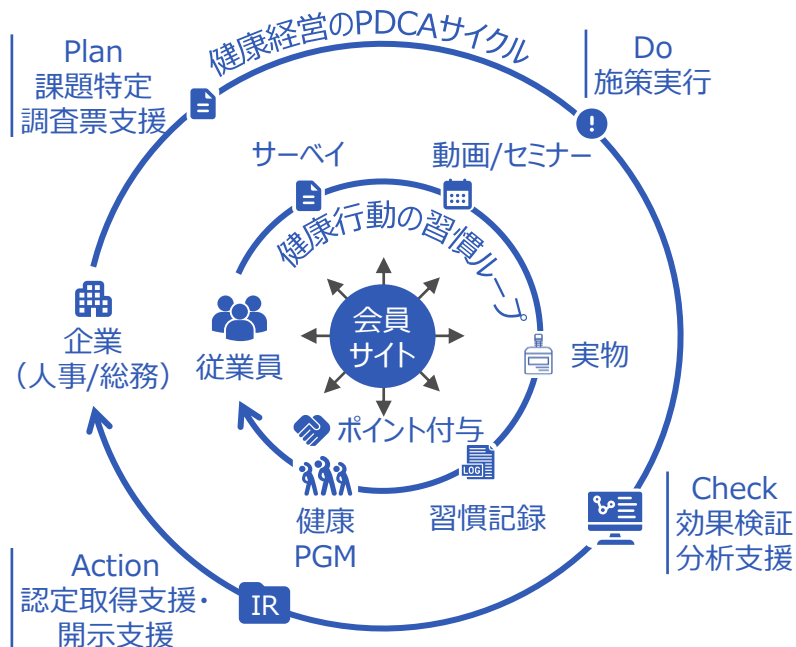 健康経営のPDCAサイクル
Plan
課題特定
調査票支援
Do
施策実行
サーベイ
動画/セミナー
健康行動の習慣ループ
会員
サイト
企業
（人事/総務）
従業員
実物
ポイント付与
LOG
習慣記録
健康
PGM
Check
効果検証
分析支援
Action
認定取得支援・
開示支援
IR